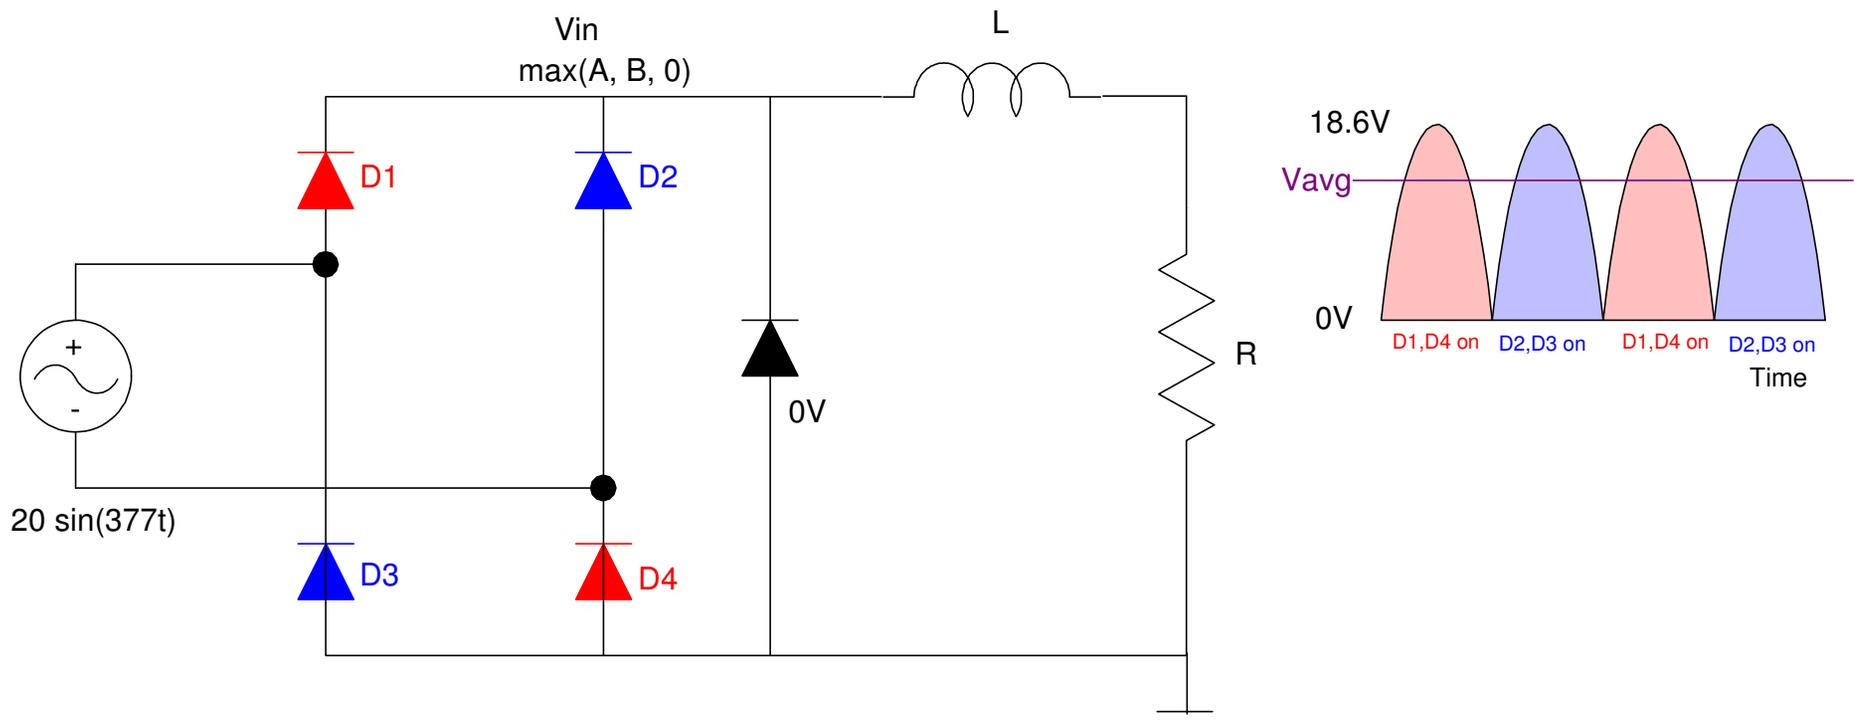 Vin
max(A, B, 0)
L
D1
D2
+
-
20 sin(377t)
D3
D4
0V
R
18.6V
Vavg
0V
D1,D4 on
D2,D3 on
D1,D4 on
D2,D3 on
Time